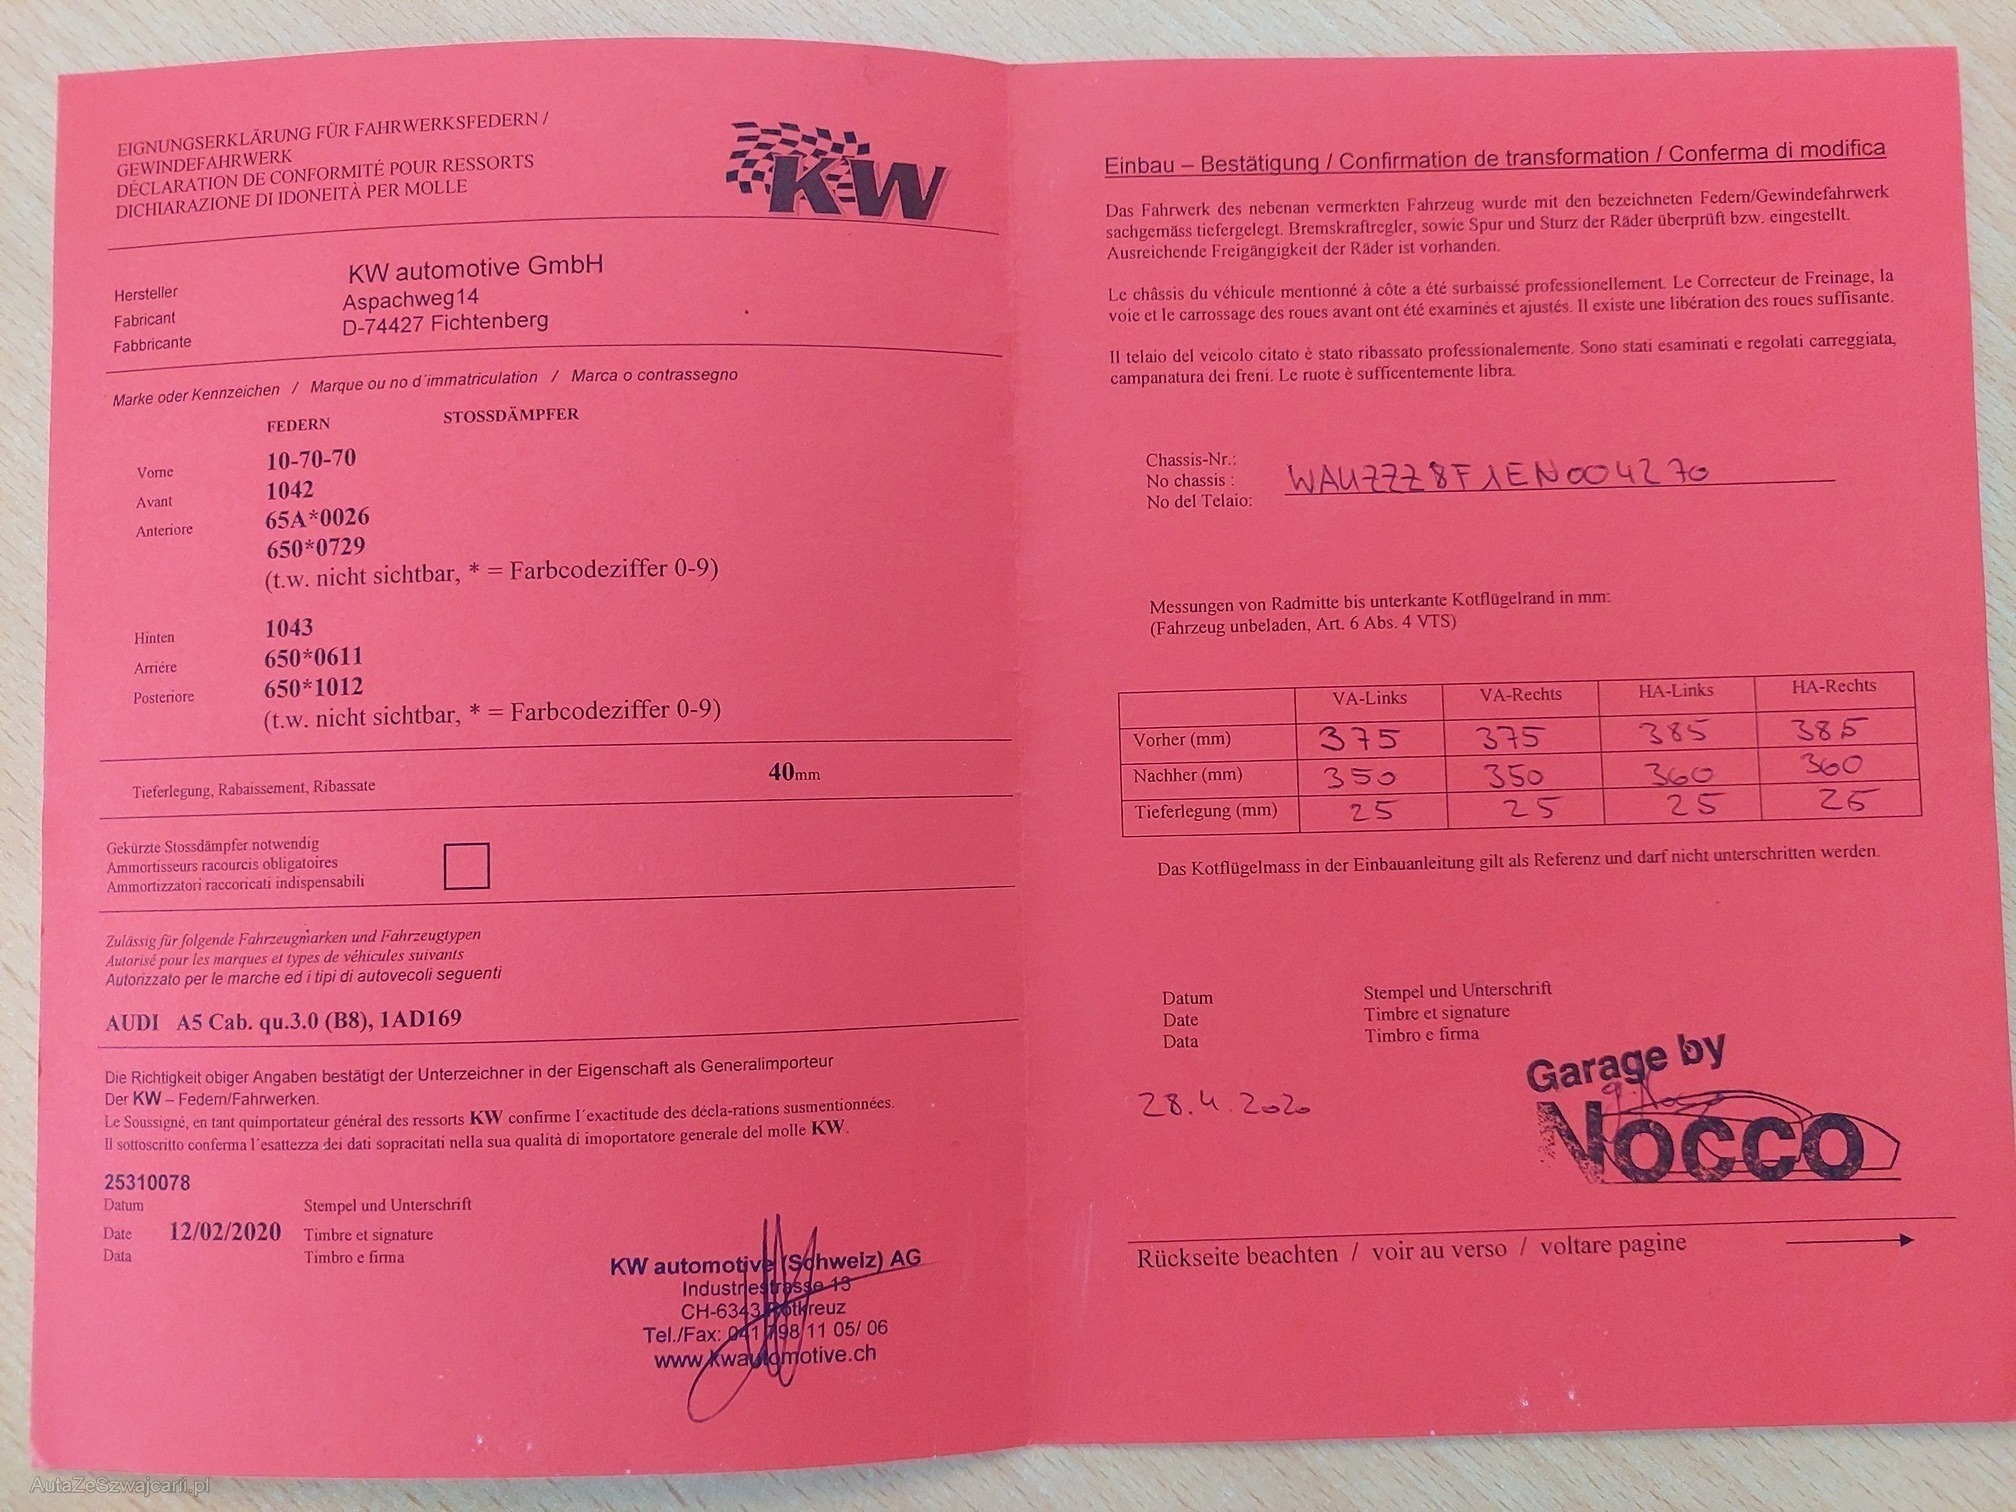 EIGNUNGSERKLÄRUNG FÜR FAHRWERKSFEDERN /
GEWINDEFAHRWERK
DÉCLARATION DE CONFORMITÉ POUR RESSORTS
DICHIARAZIONE DI IDONEITÀ PER MOLLE
KW
Hersteller
Fabricant
Fabbricante
KW automotive GmbH
Aspachweg14
D-74427 Fichtenberg
Marke oder Kennzeichen / Marque ou no d´immatriculation / Marca o contrassegno
FEDERN STOSSDÄMPFER
Vorne 10-70-70
Avant 1042
Anteriore 65A*0026
650*0729
(t.w. nicht sichtbar, * = Farbcodeziffer 0-9)
Hinten 1043
Arriére 650*0611
Posteriore 650*1012
(t.w. nicht sichtbar, * = Farbcodeziffer 0-9)
Tieferlegung, Rabaissement, Ribassate 40mm
Gekürzte Stossdämpfer notwendig
Ammortisseurs racourcis obligatoires
Ammortizzatori raccoricati indispensabili
Zulässig für folgende Fahrzeugmarken und Fahrzeugtypen
Autorisé pour les marques et types de véhicules suivants
Autorizzato per le marche ed i tipi di autovecoli seguenti
AUDI A5 Cab. qu.3.0 (B8), 1AD169
Die Richtigkeit obiger Angaben bestätigt der Unterzeichner in der Eigenschaft als Generalimporteur
Der KW – Federn/Fahrwerken.
Le Soussigné, en tant quimportateur général des ressorts KW confirme l´exactitude des décla-rations susmentionnées.
Il sottoscritto conferma l´esattezza dei dati sopracitati nella sua qualità di imoportatore generale del molle KW.
25310078
Datum Stempel und Unterschrift
Date 12/02/2020 Timbre et signature
Data Timbro e firma
KW automotive (Schweiz) AG
Industriestrasse 13
CH-6343 Rotkreuz
Tel./Fax: 041 798 11 05/ 06
www.kwautomotive.ch
Einbau – Bestätigung / Confirmation de transformation / Conferma di modifica
Das Fahrwerk des nebenan vermerkten Fahrzeug wurde mit den bezeichneten Federn/Gewindefahrwerk
sachgemäss tiefergelegt. Bremskraftregler, sowie Spur und Sturz der Räder überprüft bzw. eingestellt.
Ausreichende Freigängigkeit der Räder ist vorhanden.
Le châssis du véhicule mentionné à côte a été surbaissé professionellement. Le Correcteur de Freinage, la
voie et le carrossage des roues avant ont été examinés et ajustés. Il existe une libération des roues suffisante.
Il telaio del veicolo citato è stato ribassato professionalemente. Sono stati esaminati e regolati carreggiata,
campanatura dei freni. Le ruote è sufficentemente libra.
Chassis-Nr.:
No chassis :
No del Telaio:
WAUZZZ8F1EN004270
Messungen von Radmitte bis unterkante Kotflügelrand in mm:
(Fahrzeug unbeladen, Art. 6 Abs. 4 VTS)
VA-Links VA-Rechts HA-Links HA-Rechts
Vorher (mm) 375 375 385 385
Nachher (mm) 350 350 360 360
Tieferlegung (mm) 25 25 25 25
Das Kotflügelmass in der Einbauanleitung gilt als Referenz und darf nicht unterschritten werden.
Datum Stempel und Unterschrift
Date Timbre et signature
Data Timbro e firma
28.4.2020
Garage by
Nocco
Rückseite beachten / voir au verso / voltare pagine
AutaZeSzwajcarii.pl